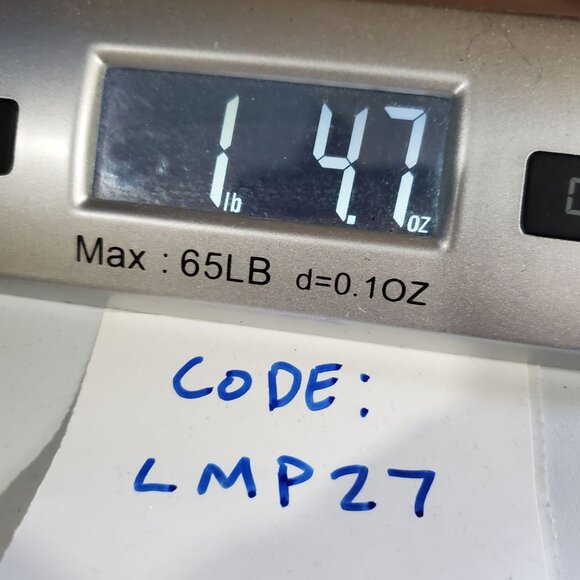 1 lb 4.7 oz
Max : 65LB d=0.1OZ
CODE:
LMP27